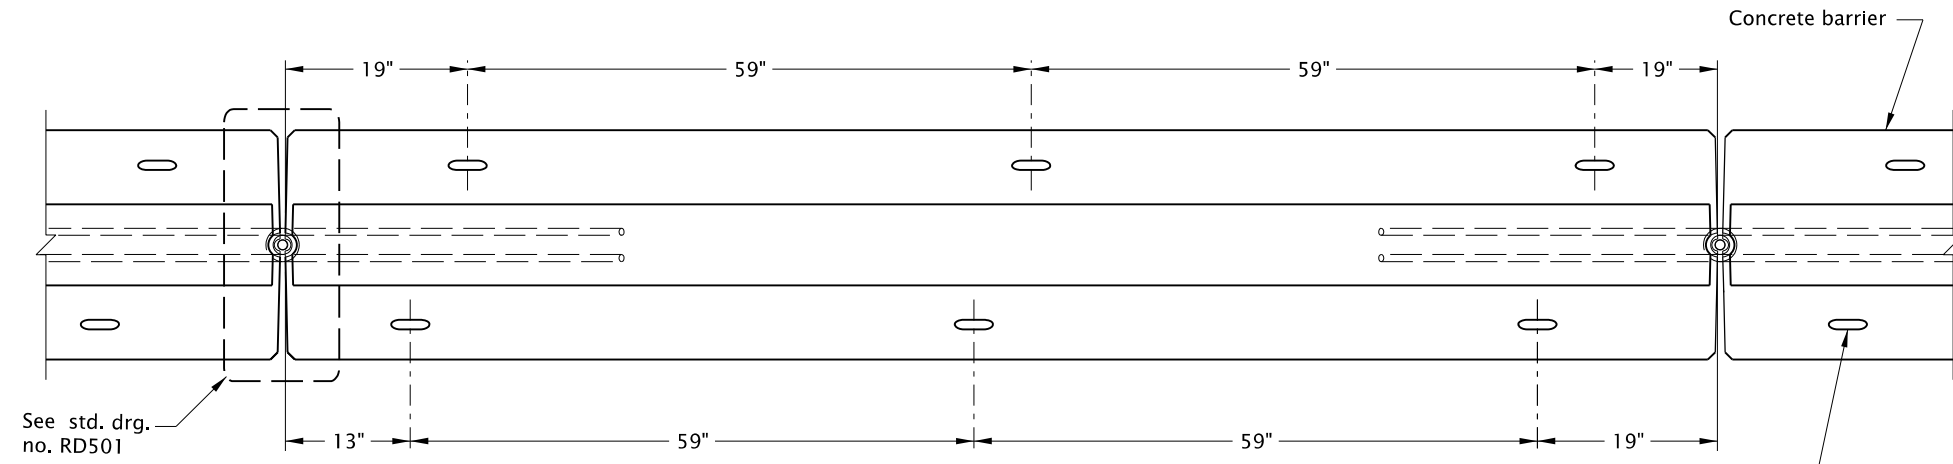 Concrete barrier
19" 59" 59" 19"
See std. drg.
no. RD501
13" 59" 59" 19"